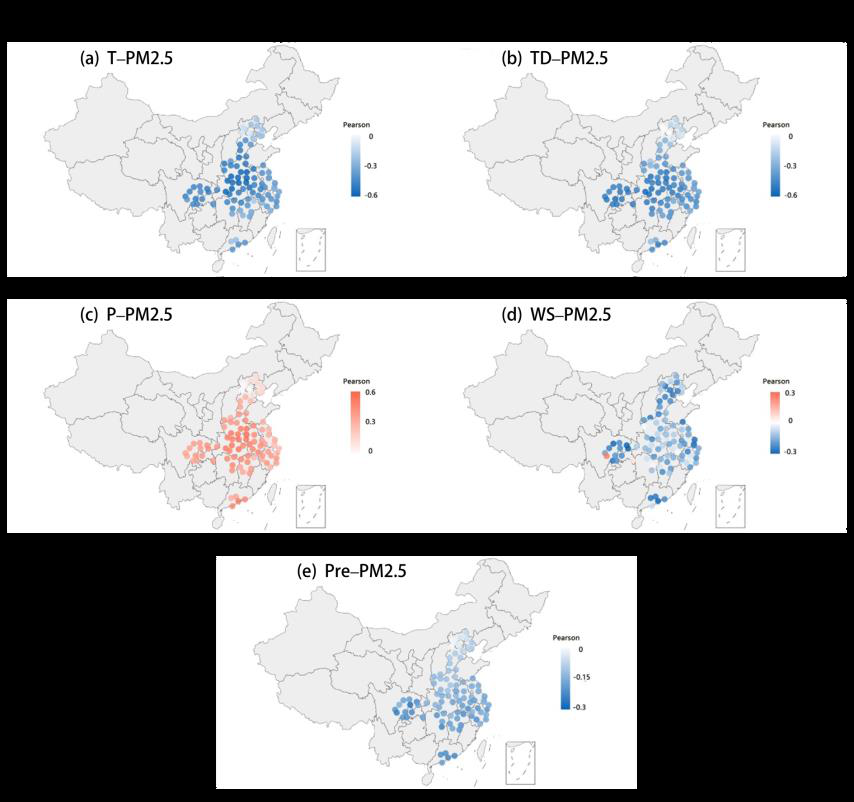 (a) T–PM2.5
Pearson
0
-0.3
-0.6
(b) TD–PM2.5
Pearson
0
-0.3
-0.6
(c) P–PM2.5
Pearson
0.6
0.3
0
(d) WS–PM2.5
Pearson
0.3
0
-0.3
(e) Pre–PM2.5
Pearson
0
-0.15
-0.3